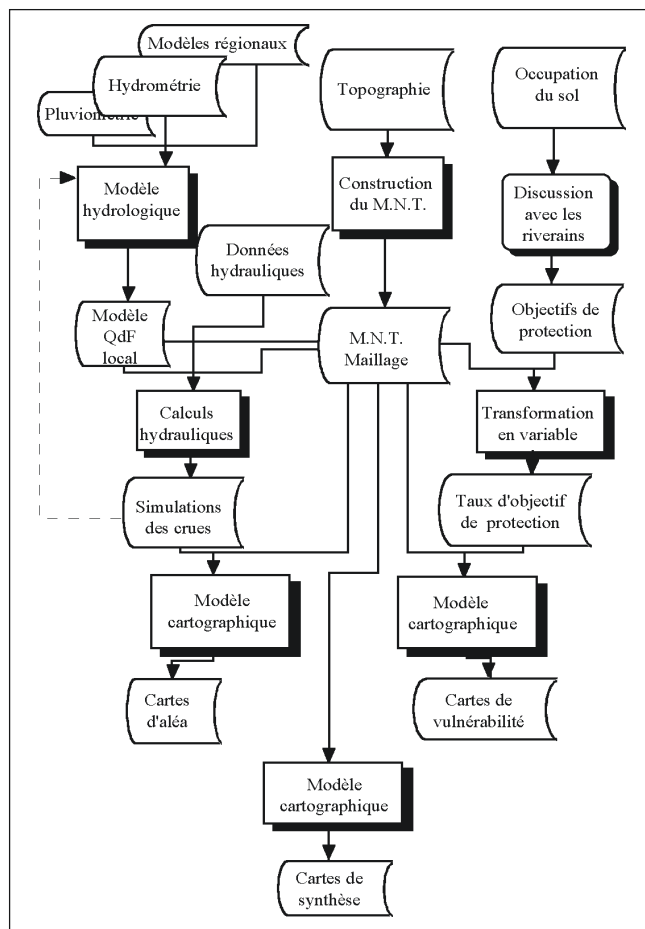 Modèles régionaux
Hydrométrie
Pluviométrie
Topographie
Occupation
du sol
Modèle
hydrologique
Construction
du M.N.T.
Discussion
avec les
riverains
Données
hydrauliques
Modèle
QdF
local
M.N.T.
Maillage
Objectifs de
protection
Calculs
hydrauliques
Transformation
en variable
Simulations
des crues
Taux d'objectif
de protection
Modèle
cartographique
Modèle
cartographique
Cartes
d'aléa
Cartes de
vulnérabilité
Modèle
cartographique
Cartes de
synthèse